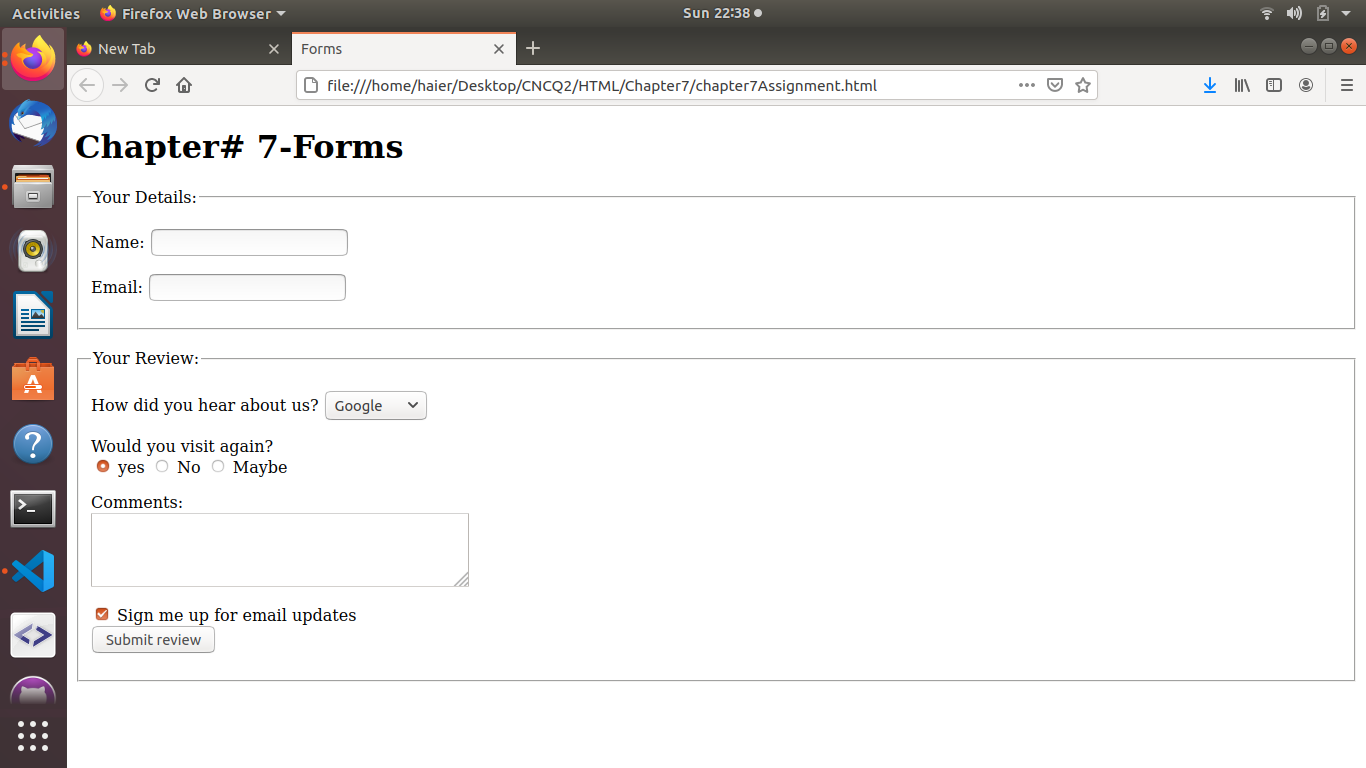 Activities Firefox Web Browser Sun 22:38
New Tab Forms
file:///home/haier/Desktop/CNCQ2/HTML/Chapter7/chapter7Assignment.html
Chapter# 7-Forms
Your Details:
Name:
Email:
Your Review:
How did you hear about us? Google
Would you visit again?
yes No Maybe
Comments:
Sign me up for email updates
Submit review